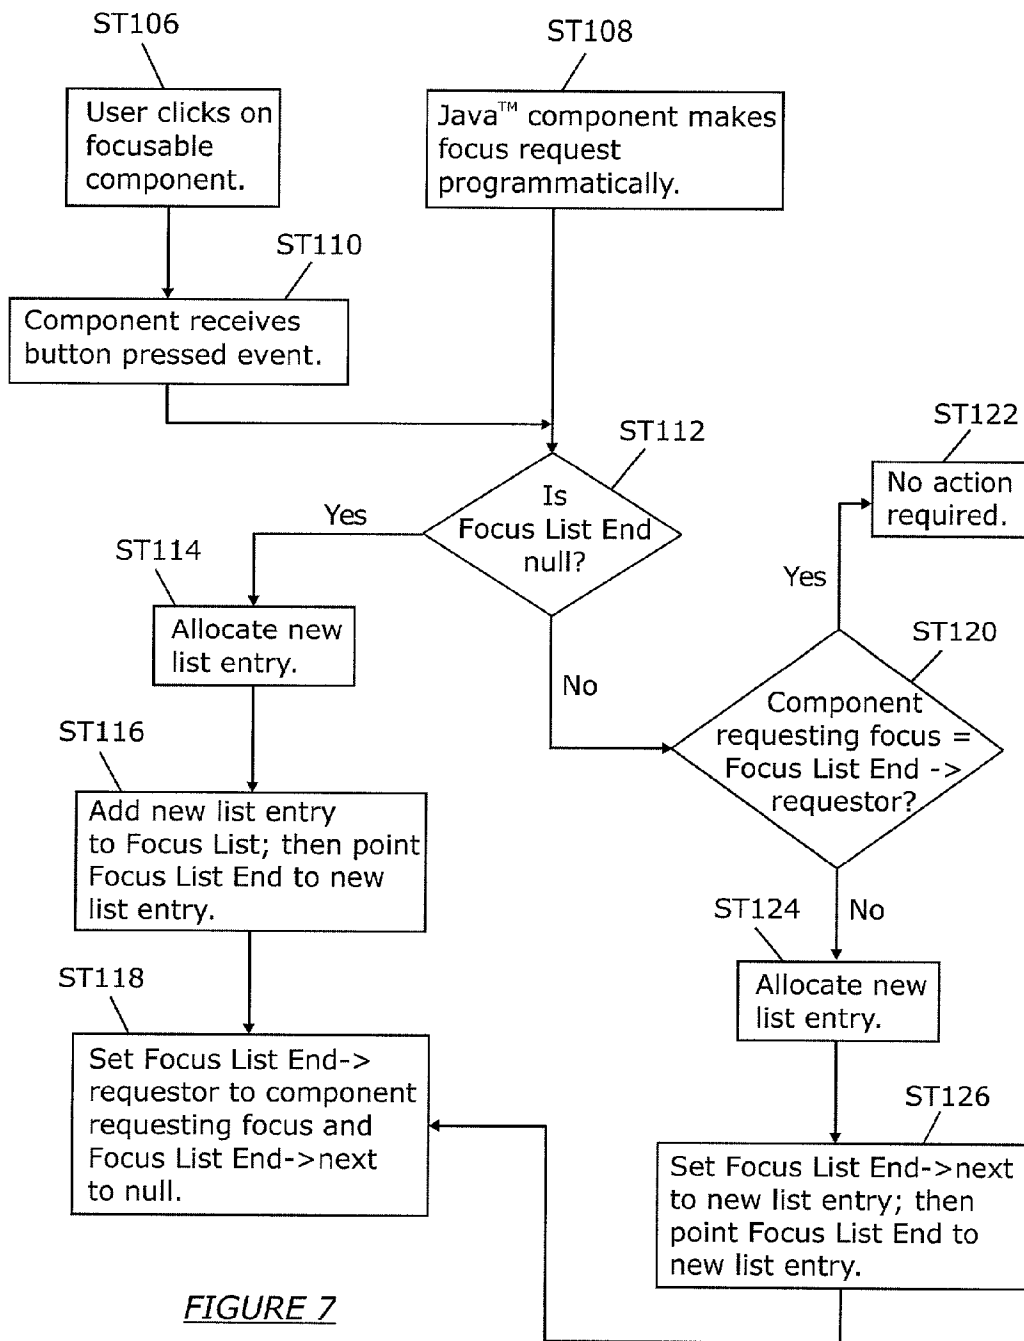 ST106
User clicks on
focusable
component.
ST108
Java™ component makes
focus request
programmatically.
ST110
Component receives
button pressed event.
ST112
Is
Focus List End
null?
Yes
No
ST114
Allocate new
list entry.
ST116
Add new list entry
to Focus List; then point
Focus List End to new
list entry.
ST118
Set Focus List End->
requestor to component
requesting focus and
Focus List End->next
to null.
ST122
No action
required.
Yes
ST120
Component
requesting focus =
Focus List End ->
requestor?
No
ST124
Allocate new
list entry.
ST126
Set Focus List End->next
to new list entry; then
point Focus List End to
new list entry.
FIGURE 7